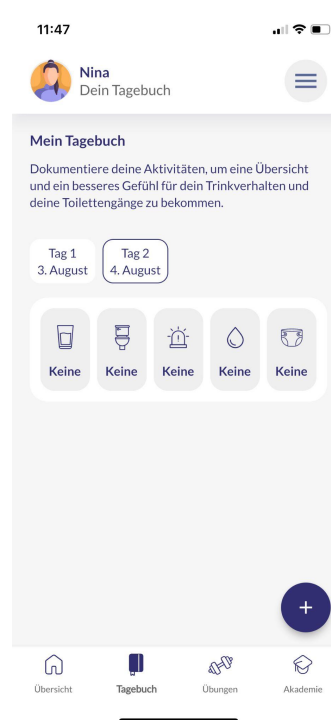 11:47
Nina
Dein Tagebuch
Mein Tagebuch
Dokumentiere deine Aktivitäten, um eine Übersicht
und ein besseres Gefühl für dein Trinkverhalten und
deine Toilettengänge zu bekommen.
Tag 1
3. August
Tag 2
4. August
Keine
Keine
Keine
Keine
Keine
+
Übersicht
Tagebuch
Übungen
Akademie